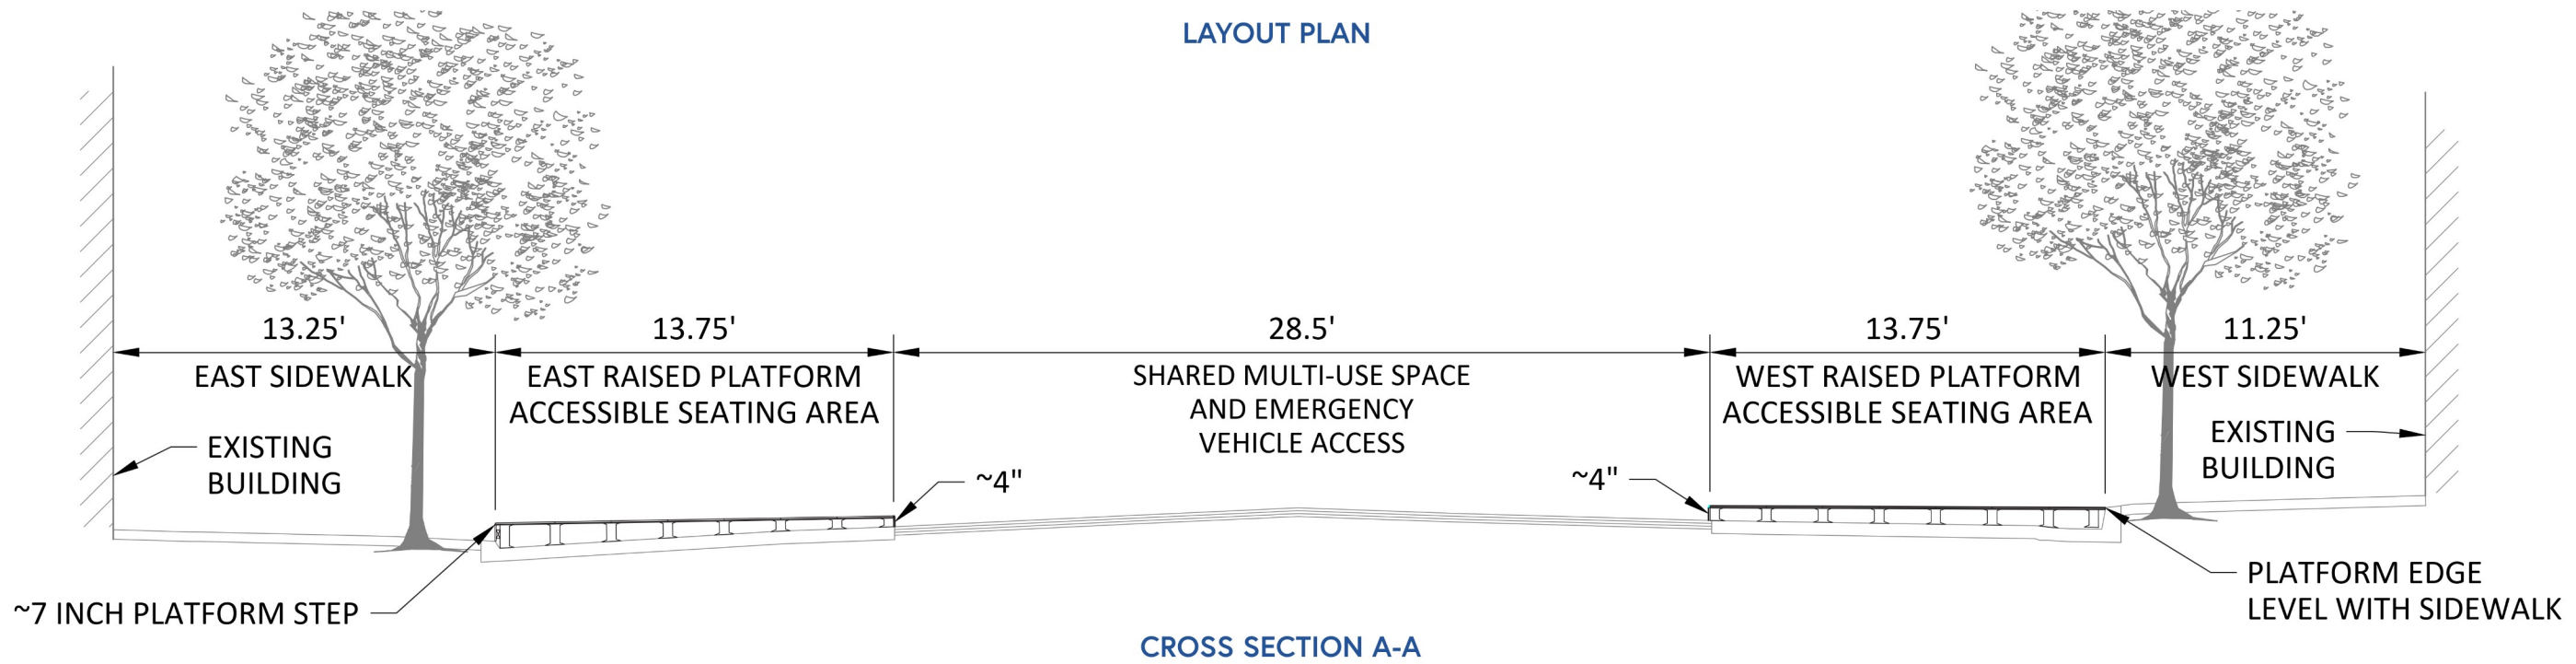 LAYOUT PLAN
13.25'
13.75'
28.5'
13.75'
11.25'
EAST SIDEWALK
EAST RAISED PLATFORM
ACCESSIBLE SEATING AREA
SHARED MULTI-USE SPACE
AND EMERGENCY
VEHICLE ACCESS
WEST RAISED PLATFORM
ACCESSIBLE SEATING AREA
WEST SIDEWALK
EXISTING
BUILDING
~4"
~4"
EXISTING
BUILDING
~7 INCH PLATFORM STEP
PLATFORM EDGE
LEVEL WITH SIDEWALK
CROSS SECTION A-A